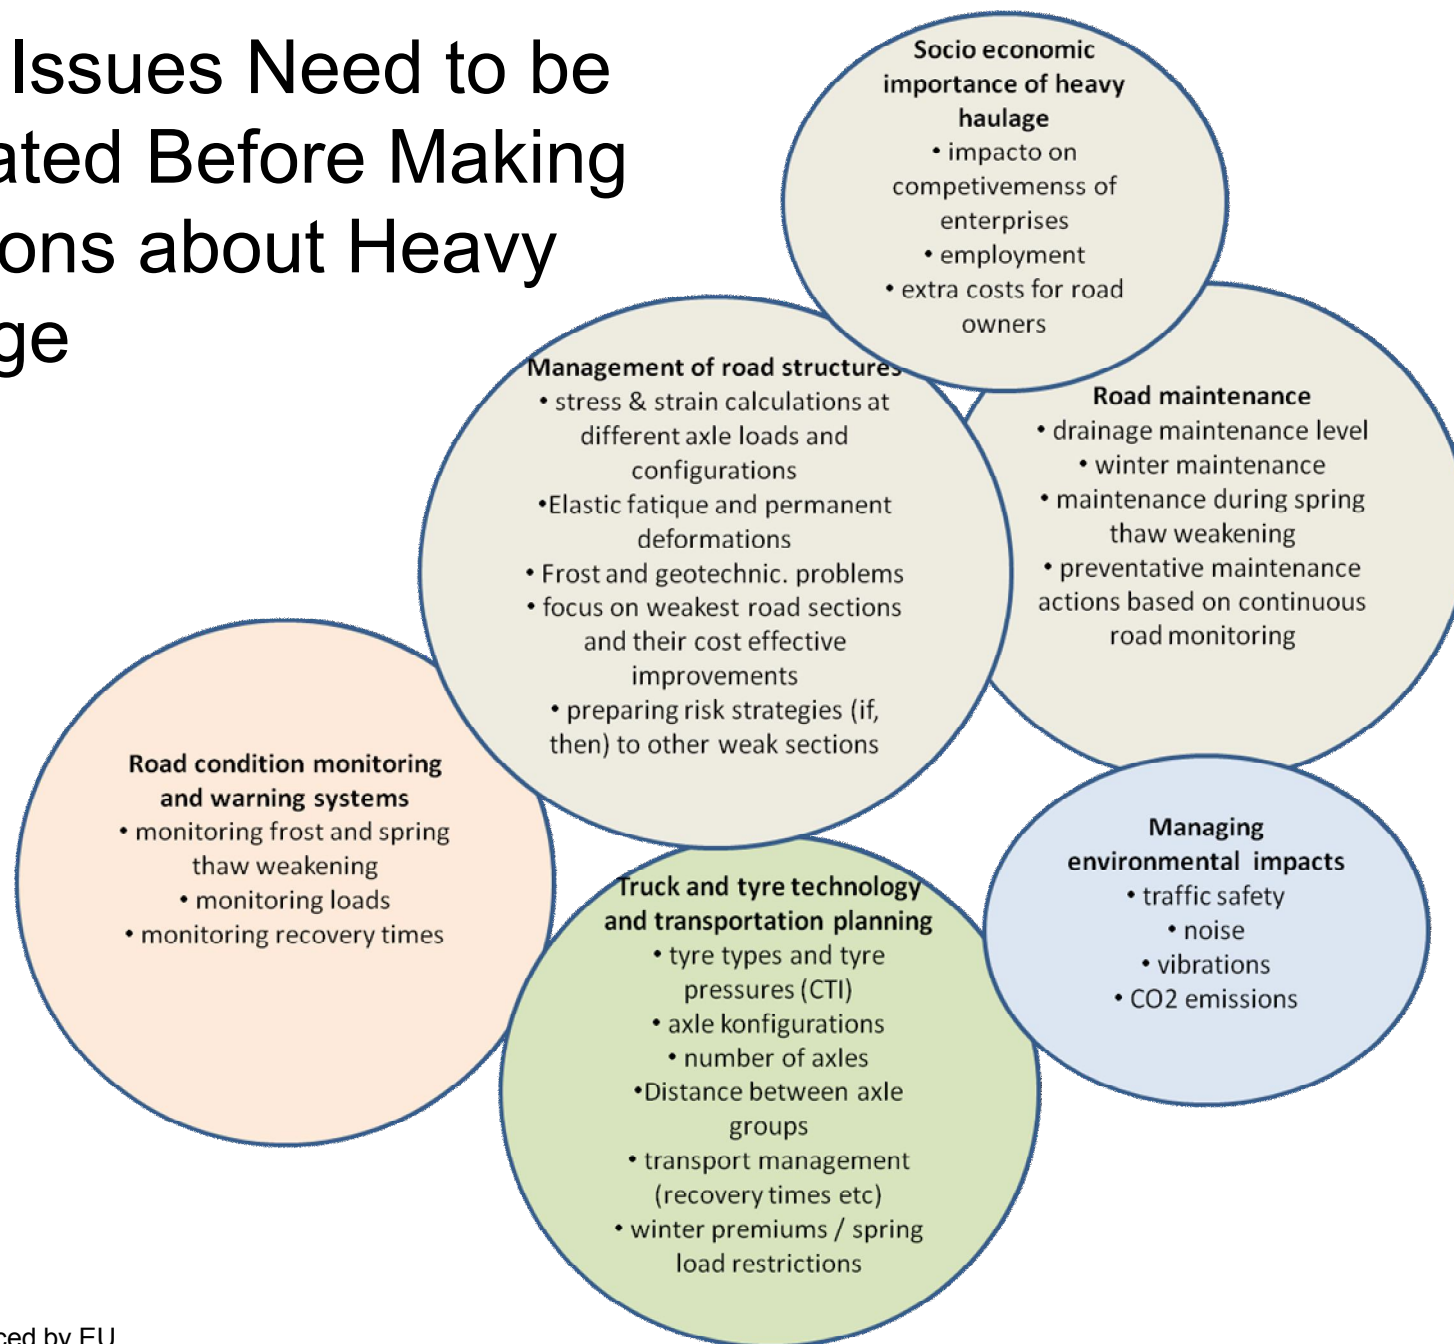 Issues Need to be
ated Before Making
ons about Heavy
ge
Socio economic
importance of heavy
haulage
• impacto on
competivemenss of
enterprises
• employment
• extra costs for road
owners
Management of road structures
• stress & strain calculations at
different axle loads and
configurations
•Elastic fatique and permanent
deformations
• Frost and geotechnic. problems
• focus on weakest road sections
and their cost effective
improvements
• preparing risk strategies (if,
then) to other weak sections
Road maintenance
• drainage maintenance level
• winter maintenance
• maintenance during spring
thaw weakening
• preventative maintenance
actions based on continuous
road monitoring
Road condition monitoring
and warning systems
• monitoring frost and spring
thaw weakening
• monitoring loads
• monitoring recovery times
Managing
environmental impacts
• traffic safety
• noise
• vibrations
• CO2 emissions
Truck and tyre technology
and transportation planning
• tyre types and tyre
pressures (CTI)
• axle konfigurations
• number of axles
•Distance between axle
groups
• transport management
(recovery times etc)
• winter premiums / spring
load restrictions
ced by EU